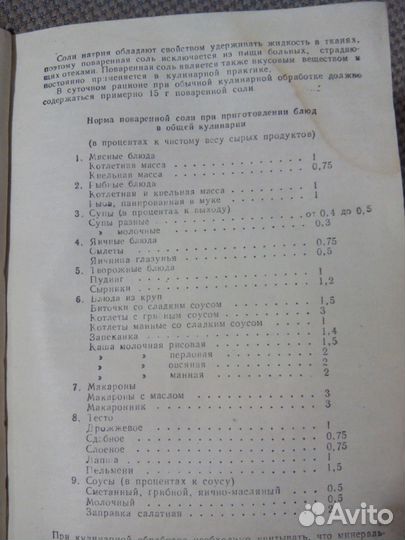 Соли натрия обладают свойством удерживать жидкость в тканях,
поэтому поваренная соль исключается из пищи больных, страдаю-
щих отеками. Поваренная соль является также вкусовым веществом и
постоянно применяется в кулинарной практике.
В суточном рационе при обычной кулинарной обработке должно
содержаться примерно 15 г поваренной соли
Норма поваренной соли при приготовлении блюд
в общей кулинарии
(в процентах к чистому весу сырых продуктов)
1. Мясные блюда
Котлетная масса 1
Кнельная масса 0,75
2. Рыбные блюда
Котлетная и кнельная масса 1
Рыба, панированная в муке 1
3. Супы (в процентах к выходу)
Супы разные от 0,4 до 0,5
» молочные 0,3
4. Яичные блюда
Омлеты 0,75
Яичница глазунья 0,5
5. Творожные блюда
Пудинг 1
Сырники 1,2
6. Блюда из круп
Биточки со сладким соусом 1,5
Котлеты с грибным соусом 3
Котлеты манные со сладким соусом 1
Запеканка 1,4
Каша молочная рисовая 1,5
» » перловая 2
» » овсяная 2
» » манная 2
7. Макароны
Макароны с маслом 3
Макаронник 3
8. Тесто
Дрожжевое 1
Сдобное 0,75
Слоеное 0,75
Лапша 1
Пельмени 1,5
9. Соусы (в процентах к соусу)
Сметанный, грибной, яично-масляный 0,5
Молочный 0,5
Заправка салатная
При кулинарной обработке необходимо учитывать, что минераль-
Avito